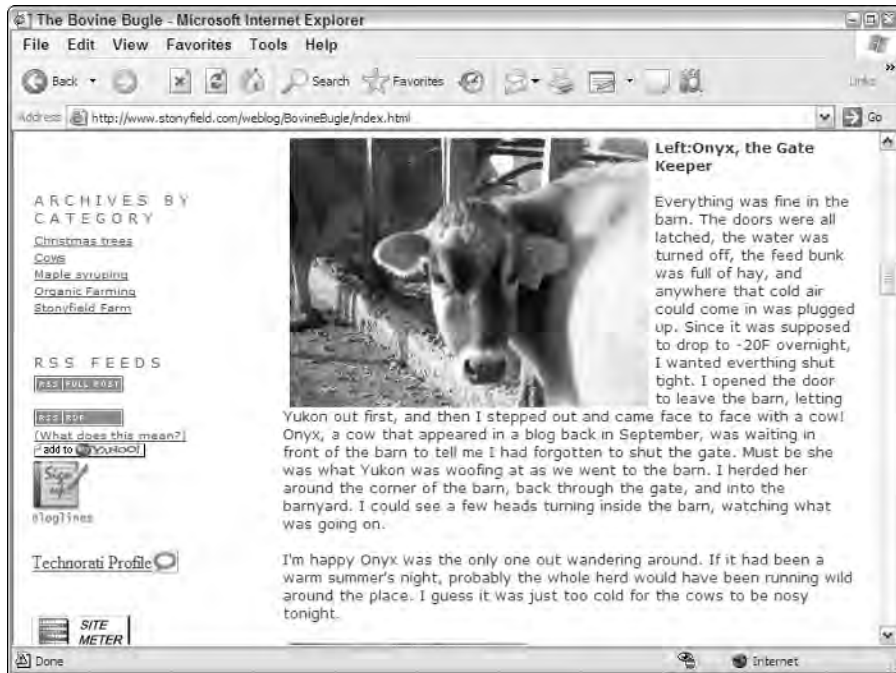 The Bovine Bugle - Microsoft Internet Explorer
File Edit View Favorites Tools Help
Back Search Favorites Links »
Address http://www.stonyfield.com/weblog/BovineBugle/index.html Go
ARCHIVES BY
CATEGORY
Christmas trees
Cows
Maple syruping
Organic Farming
Stonyfield Farm
RSS FEEDS
RSS FULL POST
RSS RDF
(What does this mean?)
add to YAHOO!
Sign up!
bloglines
Technorati Profile
SITE
METER
Left:Onyx, the Gate
Keeper
Everything was fine in the
barn. The doors were all
latched, the water was
turned off, the feed bunk
was full of hay, and
anywhere that cold air
could come in was plugged
up. Since it was supposed
to drop to -20F overnight,
I wanted everthing shut
tight. I opened the door
to leave the barn, letting
Yukon out first, and then I stepped out and came face to face with a cow!
Onyx, a cow that appeared in a blog back in September, was waiting in
front of the barn to tell me I had forgotten to shut the gate. Must be she
was what Yukon was woofing at as we went to the barn. I herded her
around the corner of the barn, back through the gate, and into the
barnyard. I could see a few heads turning inside the barn, watching what
was going on.
I'm happy Onyx was the only one out wandering around. If it had been a
warm summer's night, probably the whole herd would have been running wild
around the place. I guess it was just too cold for the cows to be nosy
tonight.
Done Internet